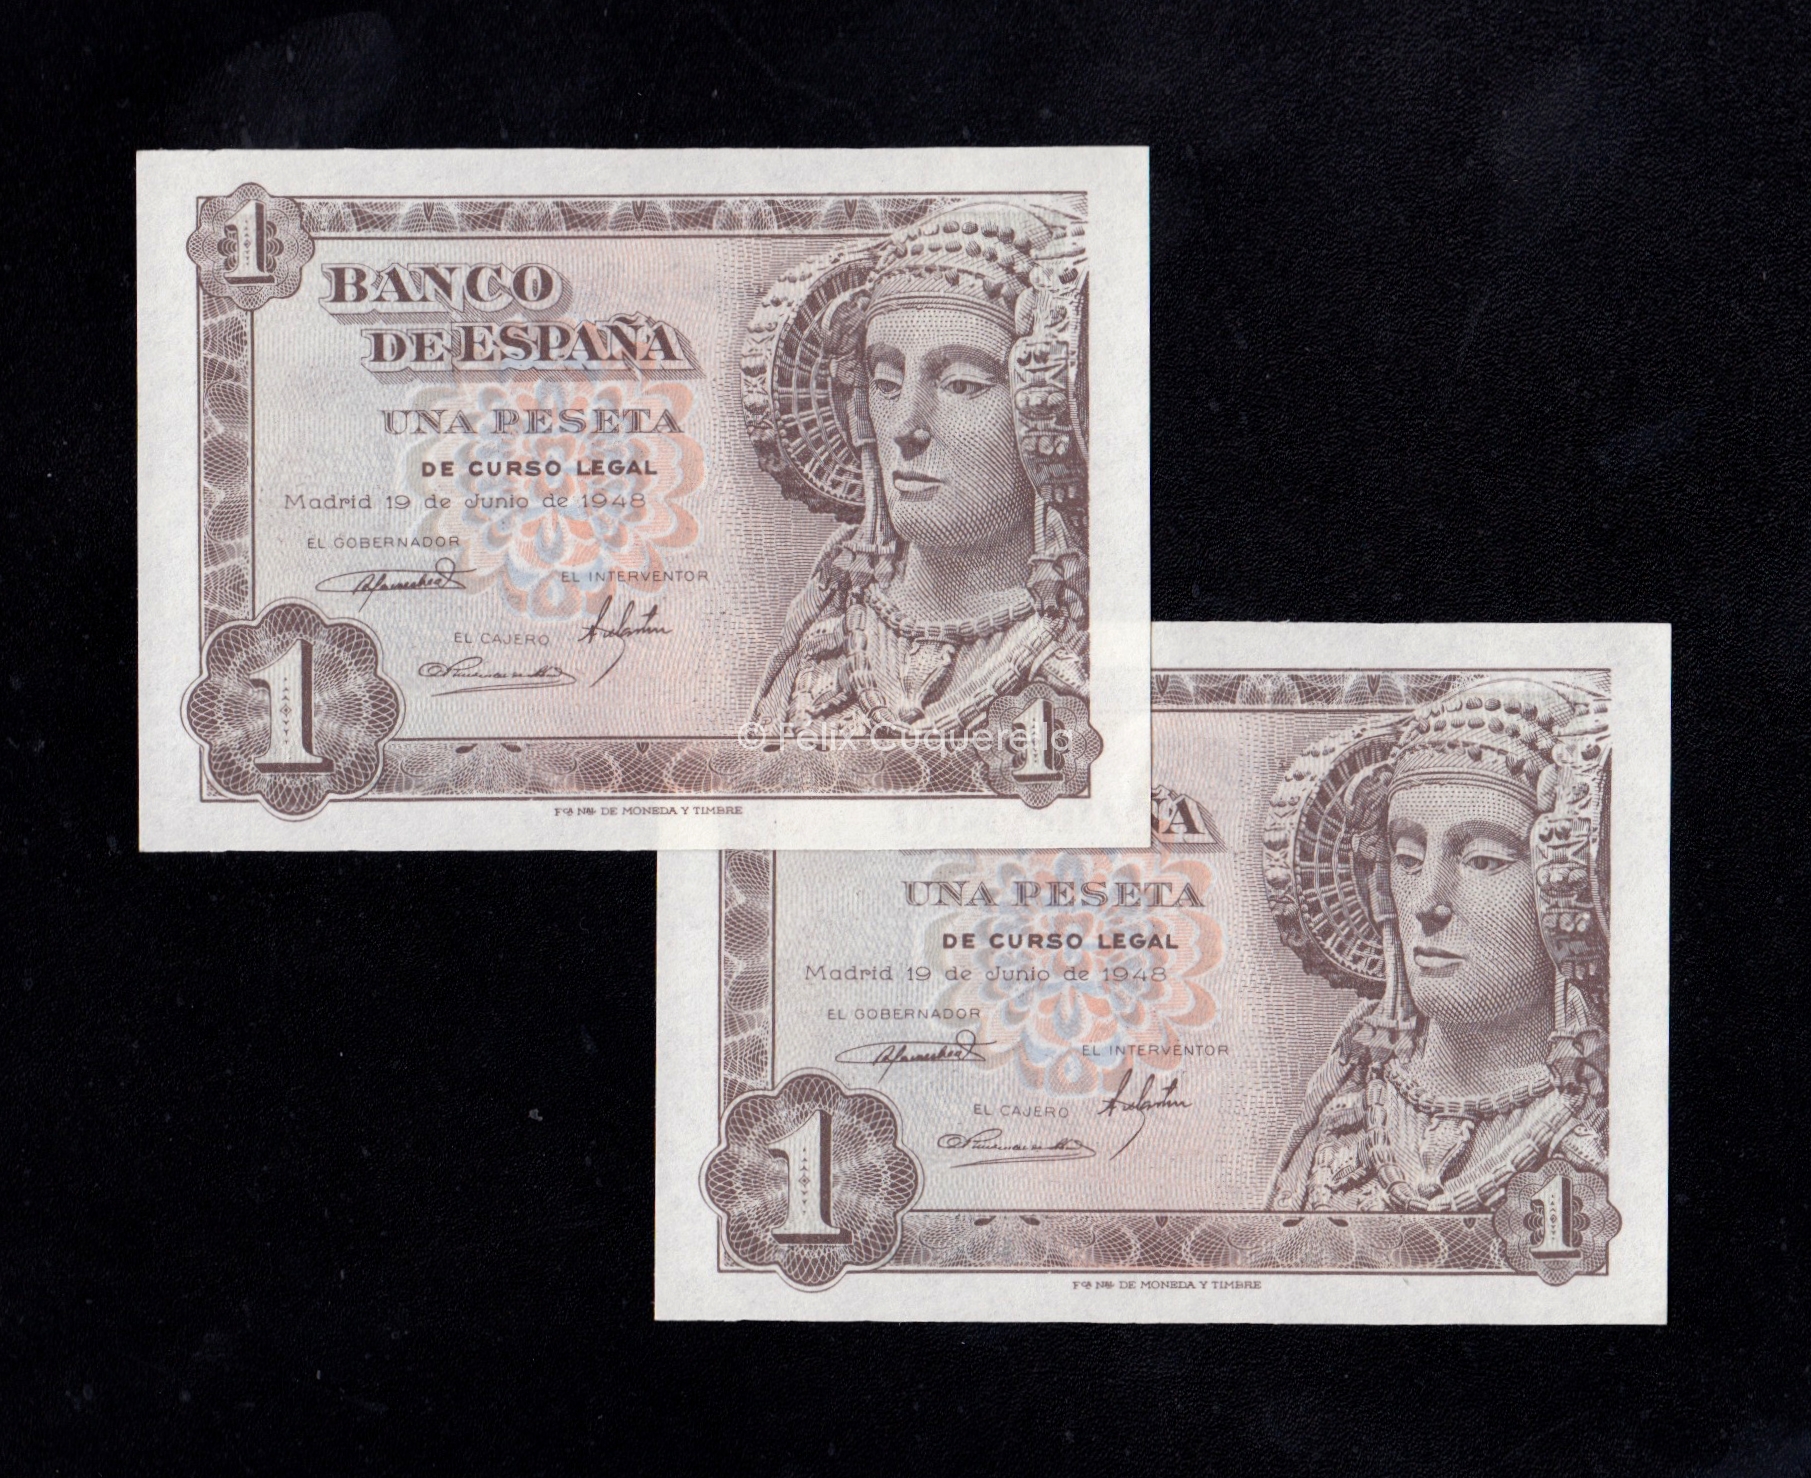 1
BANCO
DE ESPAÑA
UNA PESETA
DE CURSO LEGAL
Madrid 19 de Junio de 1948
EL GOBERNADOR
EL INTERVENTOR
EL CAJERO
1
1
Fca Nal DE MONEDA Y TIMBRE
© Félix Cuquerella
ÑA
UNA PESETA
DE CURSO LEGAL
Madrid 19 de Junio de 1948
EL GOBERNADOR
EL INTERVENTOR
EL CAJERO
1
1
Fca Nal DE MONEDA Y TIMBRE